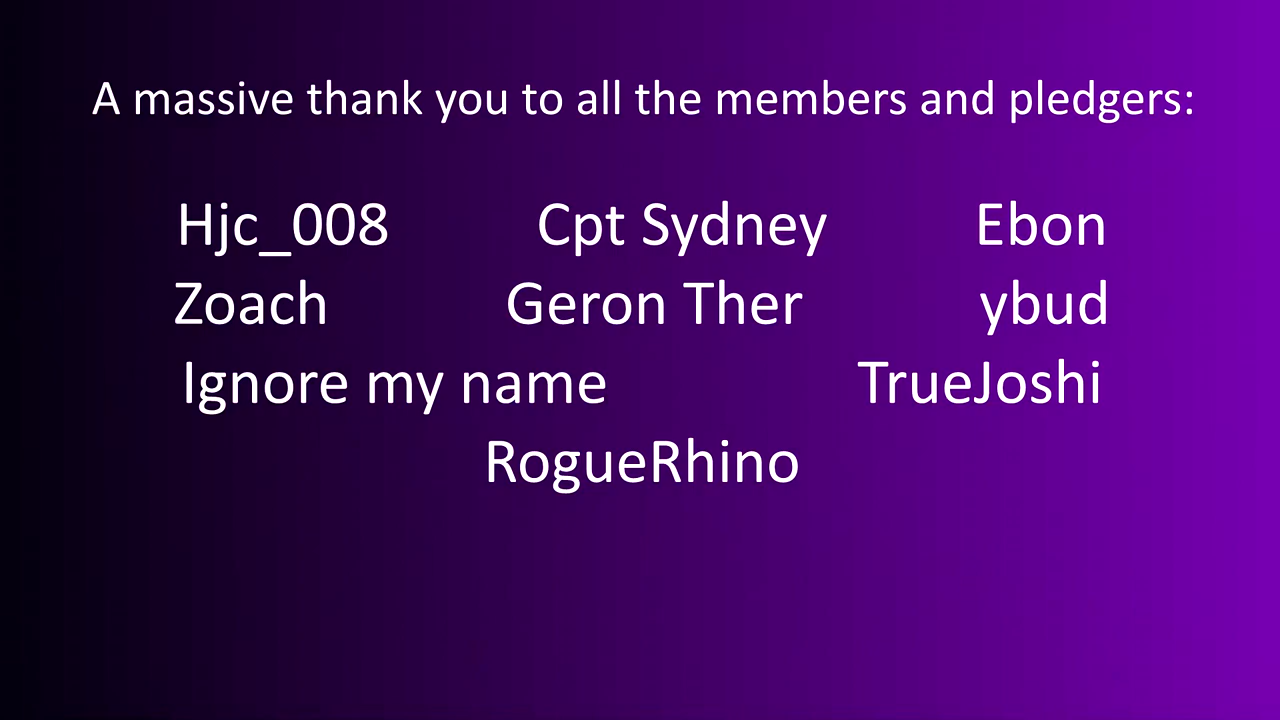 A massive thank you to all the members and pledgers:
Hjc_008 Cpt Sydney Ebon
Zoach Geron Ther ybud
Ignore my name TrueJoshi
RogueRhino